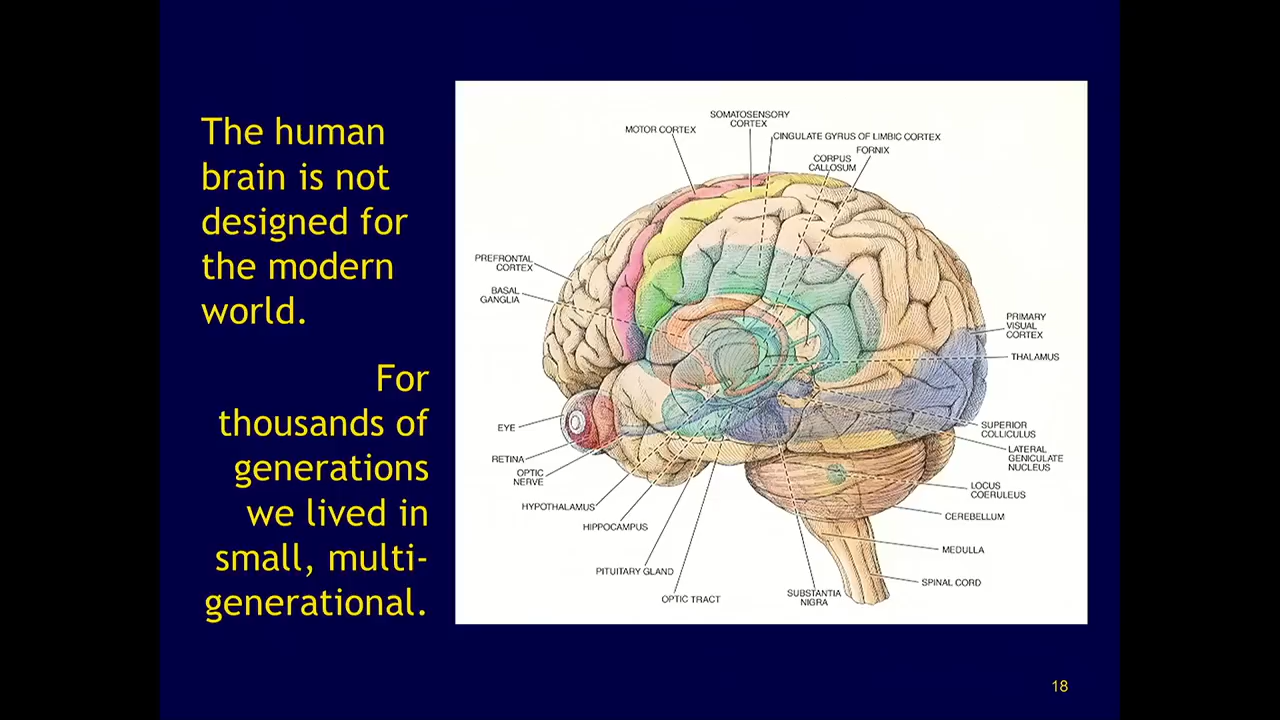 The human
brain is not
designed for
the modern
world.
For
thousands of
generations
we lived in
small, multi-
generational.
SOMATOSENSORY
CORTEX
MOTOR CORTEX
CINGULATE GYRUS OF LIMBIC CORTEX
FORNIX
CORPUS
CALLOSUM
PREFRONTAL
CORTEX
BASAL
GANGLIA
PRIMARY
VISUAL
CORTEX
THALAMUS
EYE
SUPERIOR
COLLICULUS
RETINA
LATERAL
GENICULATE
NUCLEUS
OPTIC
NERVE
LOCUS
COERULEUS
HYPOTHALAMUS
CEREBELLUM
HIPPOCAMPUS
MEDULLA
PITUITARY GLAND
SPINAL CORD
OPTIC TRACT
SUBSTANTIA
NIGRA
18